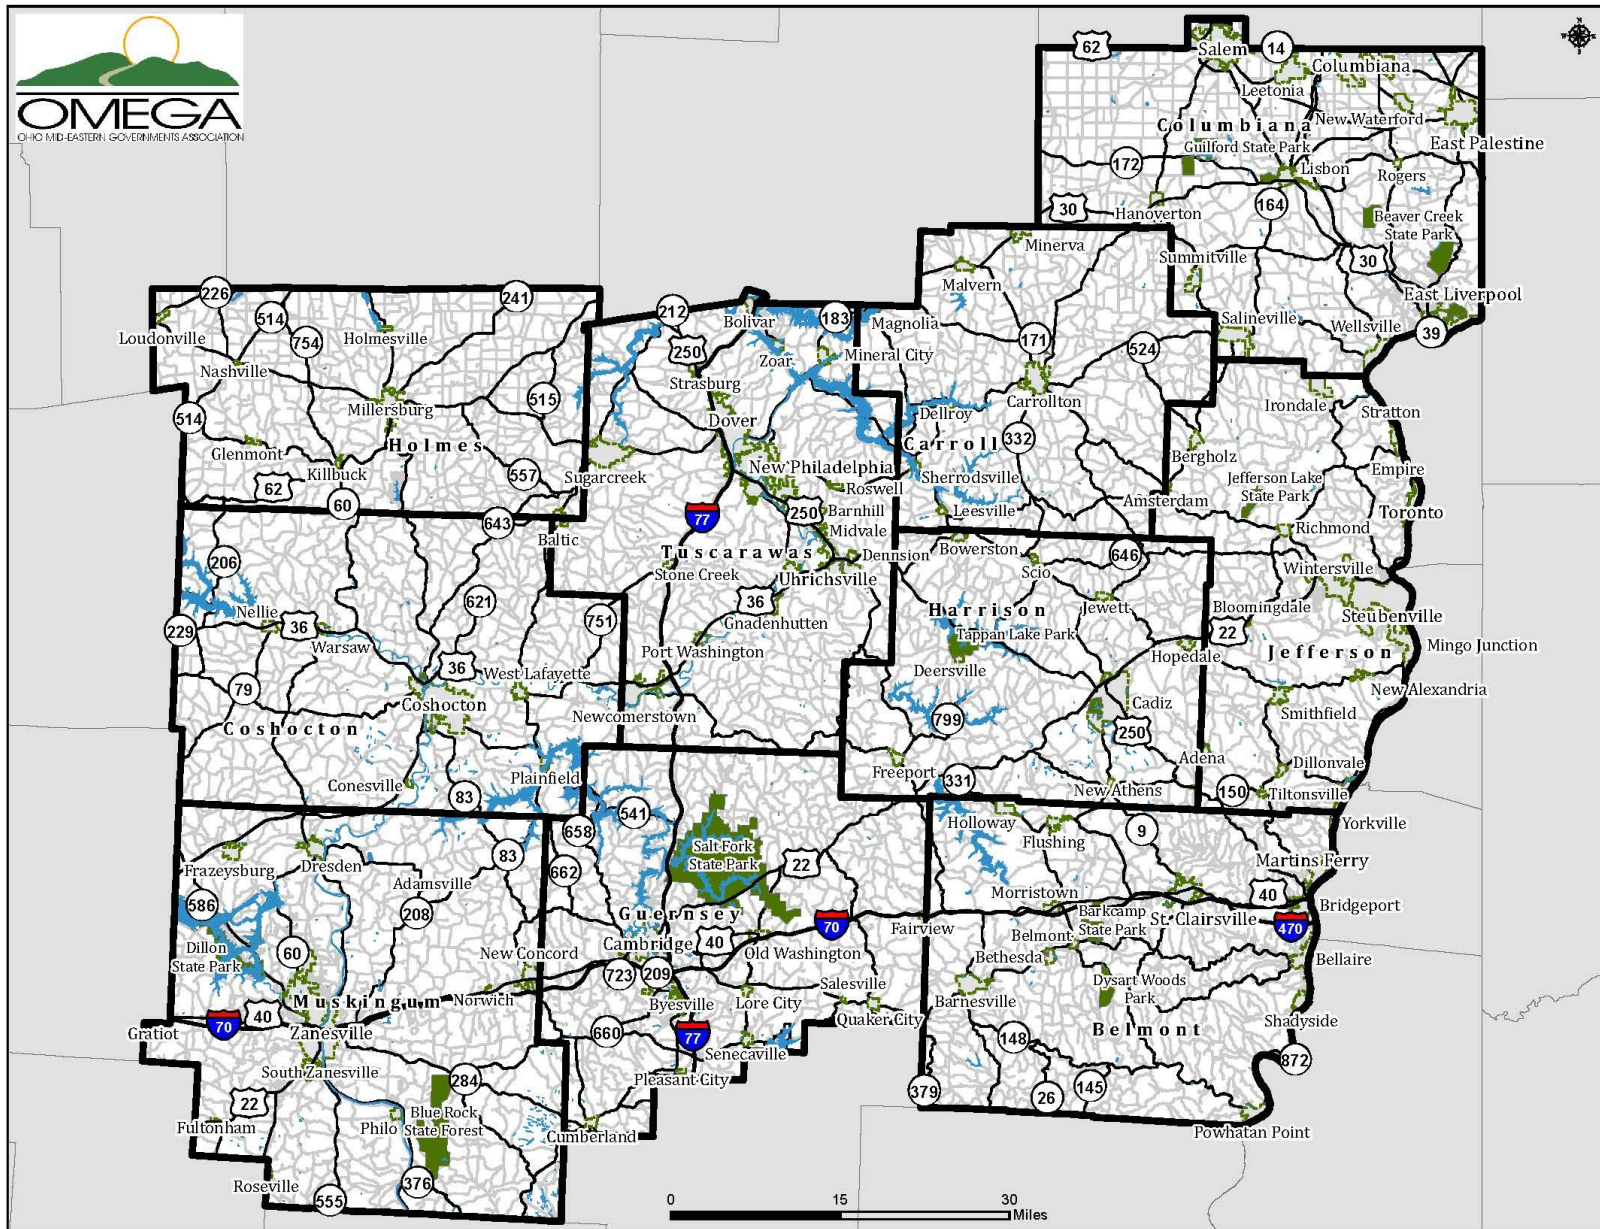 OMEGA
OHIO MID-EASTERN GOVERNMENTS ASSOCIATION
62
Salem
14
Columbiana
Leetonia
New Waterford
Columbiana
East Palestine
Guilford State Park
172
Lisbon
Rogers
30
Hanoverton
164
Beaver Creek
State Park
Minerva
Summitville
30
Malvern
East Liverpool
226
241
212
Bolivar
183
Magnolia
Salineville
Wellsville
39
514
Loudonville
754
Holmesville
250
Zoar
Mineral City
171
524
Nashville
Strasburg
515
Millersburg
Dellroy
Carrollton
Irondale
Stratton
514
Dover
Holmes
Carroll
332
Glenmont
Bergholz
Killbuck
557
Sugarcreek
New Philadelphia
Sherrodsville
Jefferson Lake
State Park
Empire
62
Roswell
60
250
Barnhill
Leesville
Amsterdam
Toronto
643
77
Midvale
Richmond
Baltic
Tuscarawas
Dennsion
Bowerston
646
206
Stone Creek
Uhrichsville
Scio
Wintersville
621
36
Harrison
Jewett
Bloomingdale
Nellie
36
751
Gnadenhutten
Tappan Lake Park
22
Steubenville
229
Warsaw
Port Washington
Hopedale
Jefferson
Mingo Junction
36
West Lafayette
Deersville
79
New Alexandria
Coshocton
Newcomerstown
799
Cadiz
Smithfield
Coshocton
250
Adena
Conesville
Plainfield
Freeport
331
New Athens
Dillonvale
83
150
Tiltonsville
541
Holloway
9
Yorkville
658
Flushing
Salt Fork
State Park
22
Martins Ferry
Frazeysburg
Dresden
83
662
Adamsville
Morristown
40
586
208
Guernsey
Barkcamp
State Park
St. Clairsville
Bridgeport
70
Fairview
Belmont
470
Dillon
State Park
60
New Concord
Cambridge
40
Old Washington
Bethesda
Bellaire
723
209
Salesville
Dysart Woods
Park
Muskingum
Norwich
Byesville
Lore City
Barnesville
70
40
Quaker City
Shadyside
Gratiot
Zanesville
660
77
Senecaville
148
Belmont
872
South Zanesville
284
Pleasant City
379
26
145
22
Blue Rock
State Forest
Fultonham
Philo
Cumberland
Powhatan Point
Roseville
376
555
0
15
30
Miles